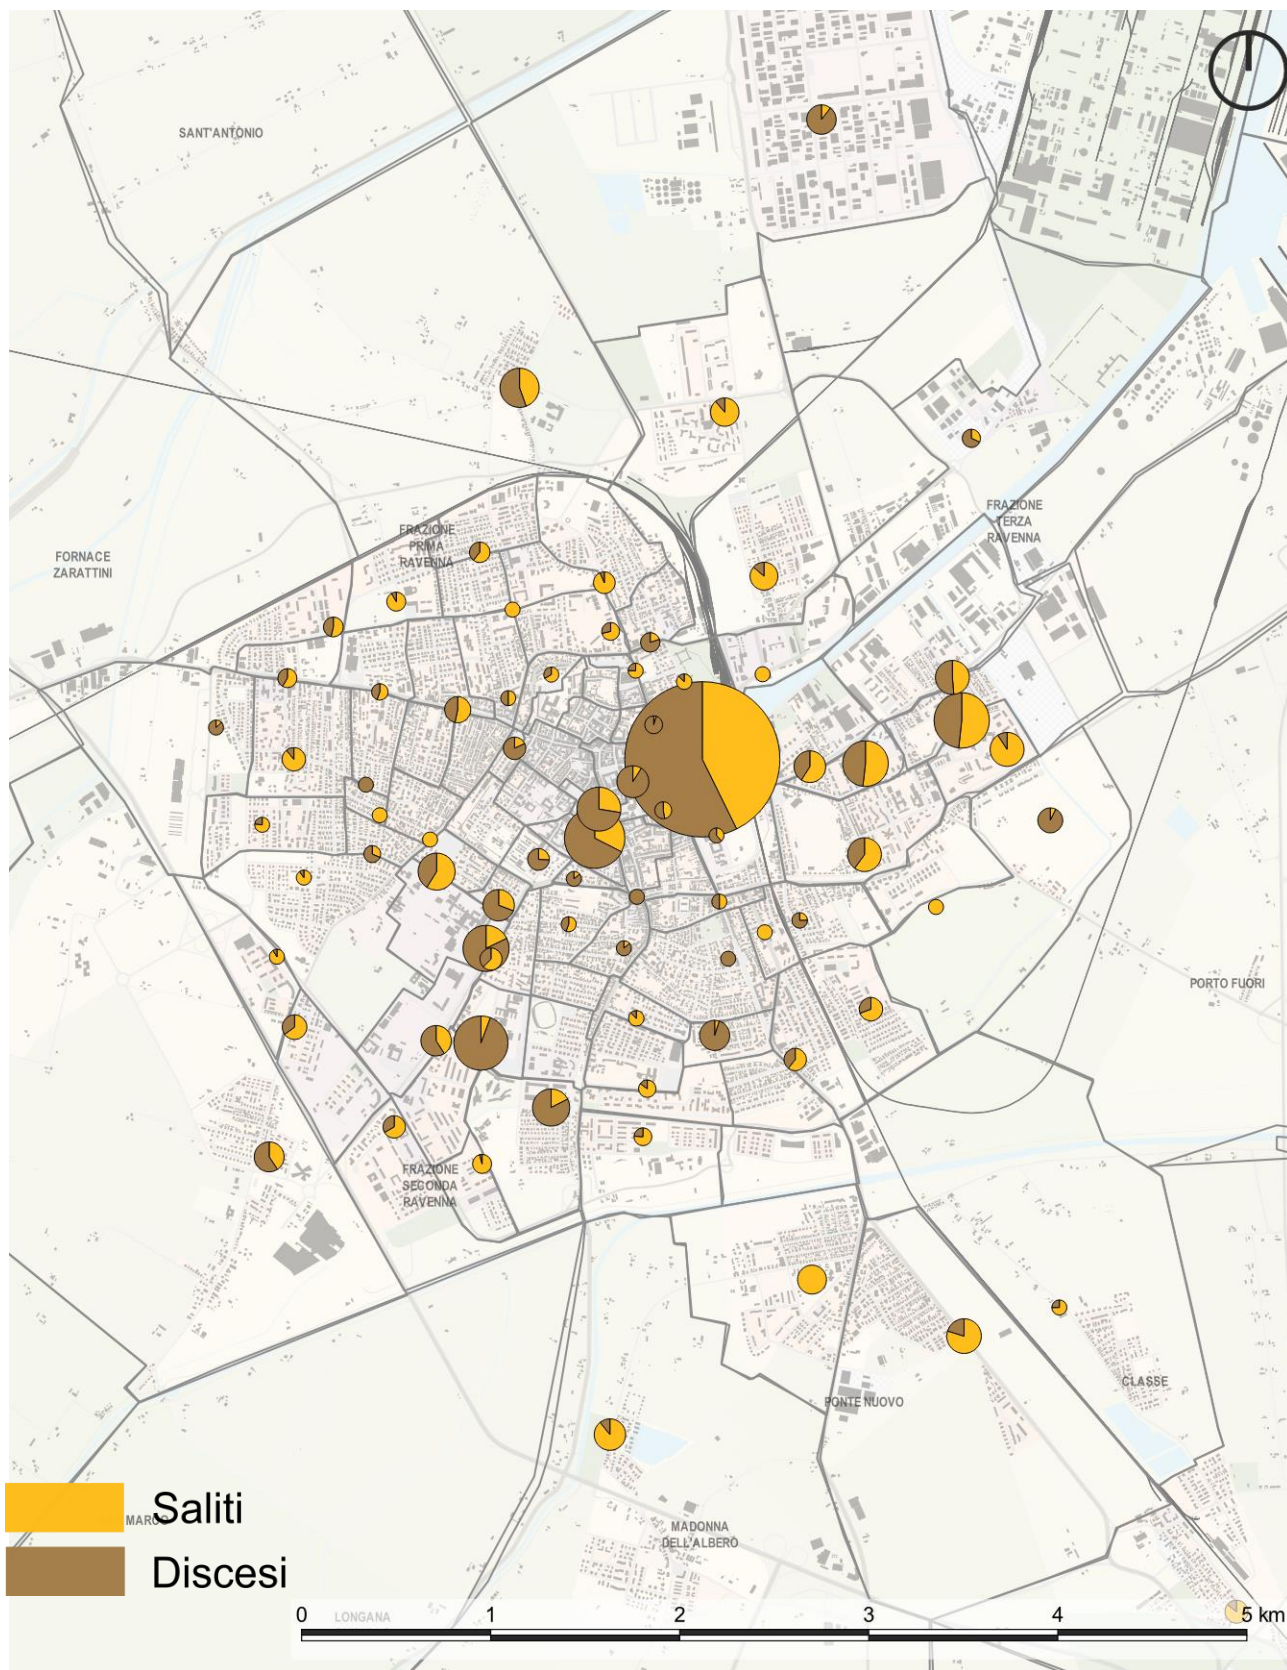 SANT'ANTONIO
FRAZIONE
TERZA
RAVENNA
FRAZIONE
PRIMA
RAVENNA
FORNACE
ZARATTINI
PORTO FUORI
FRAZIONE
SECONDA
RAVENNA
CLASSE
PONTE NUOVO
Saliti
MARCO
MADONNA
DELL'ALBERO
Discesi
LONGANA
0 1 2 3 4 5 km